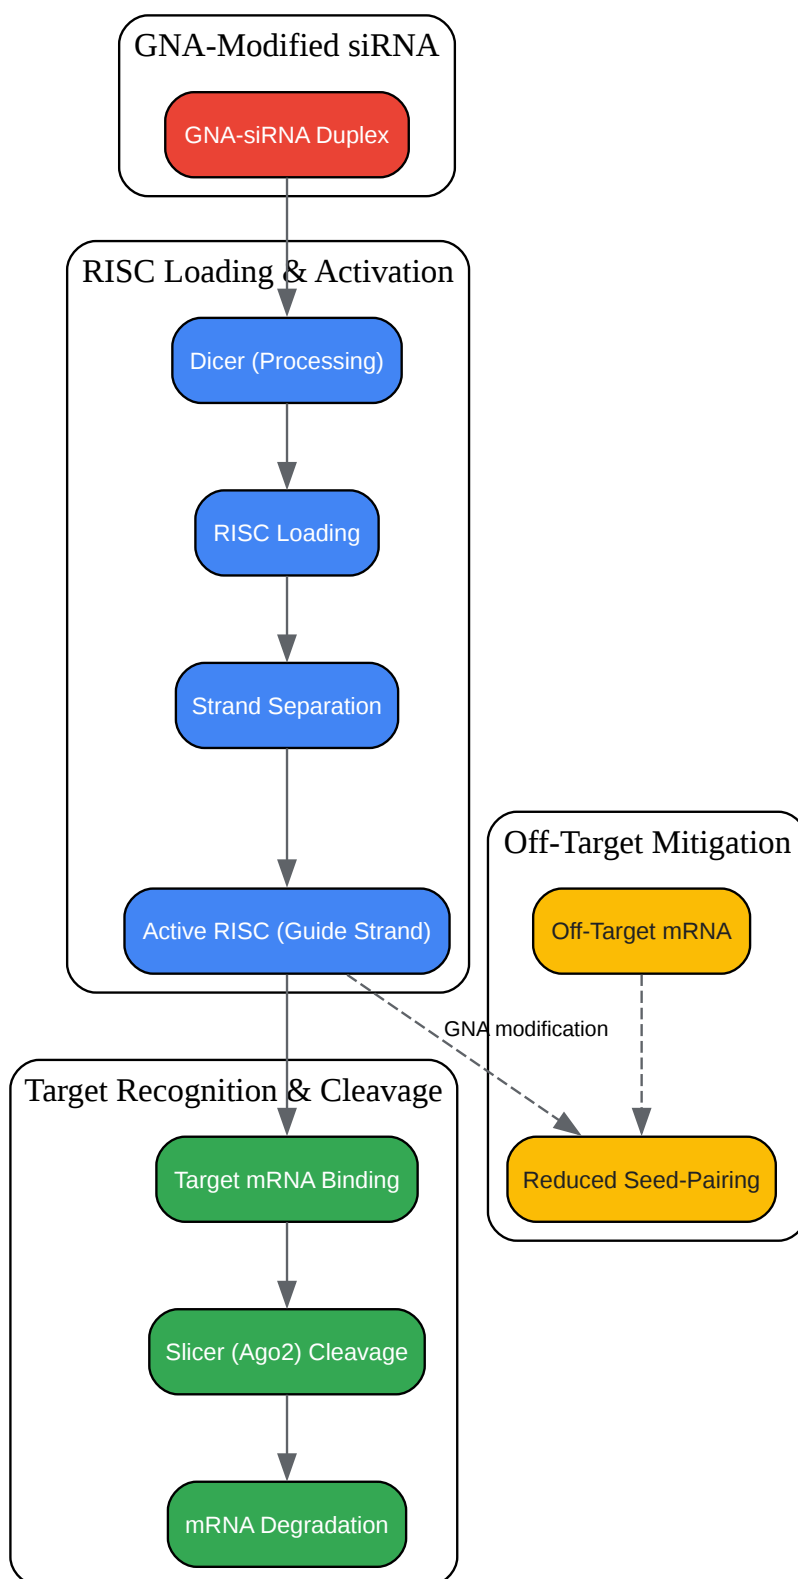 GNA-Modified siRNA
GNA-siRNA Duplex
RISC Loading & Activation
Dicer (Processing)
RISC Loading
Strand Separation
Active RISC (Guide Strand)
Off-Target Mitigation
Off-Target mRNA
GNA modification
Reduced Seed-Pairing
Target Recognition & Cleavage
Target mRNA Binding
Slicer (Ago2) Cleavage
mRNA Degradation